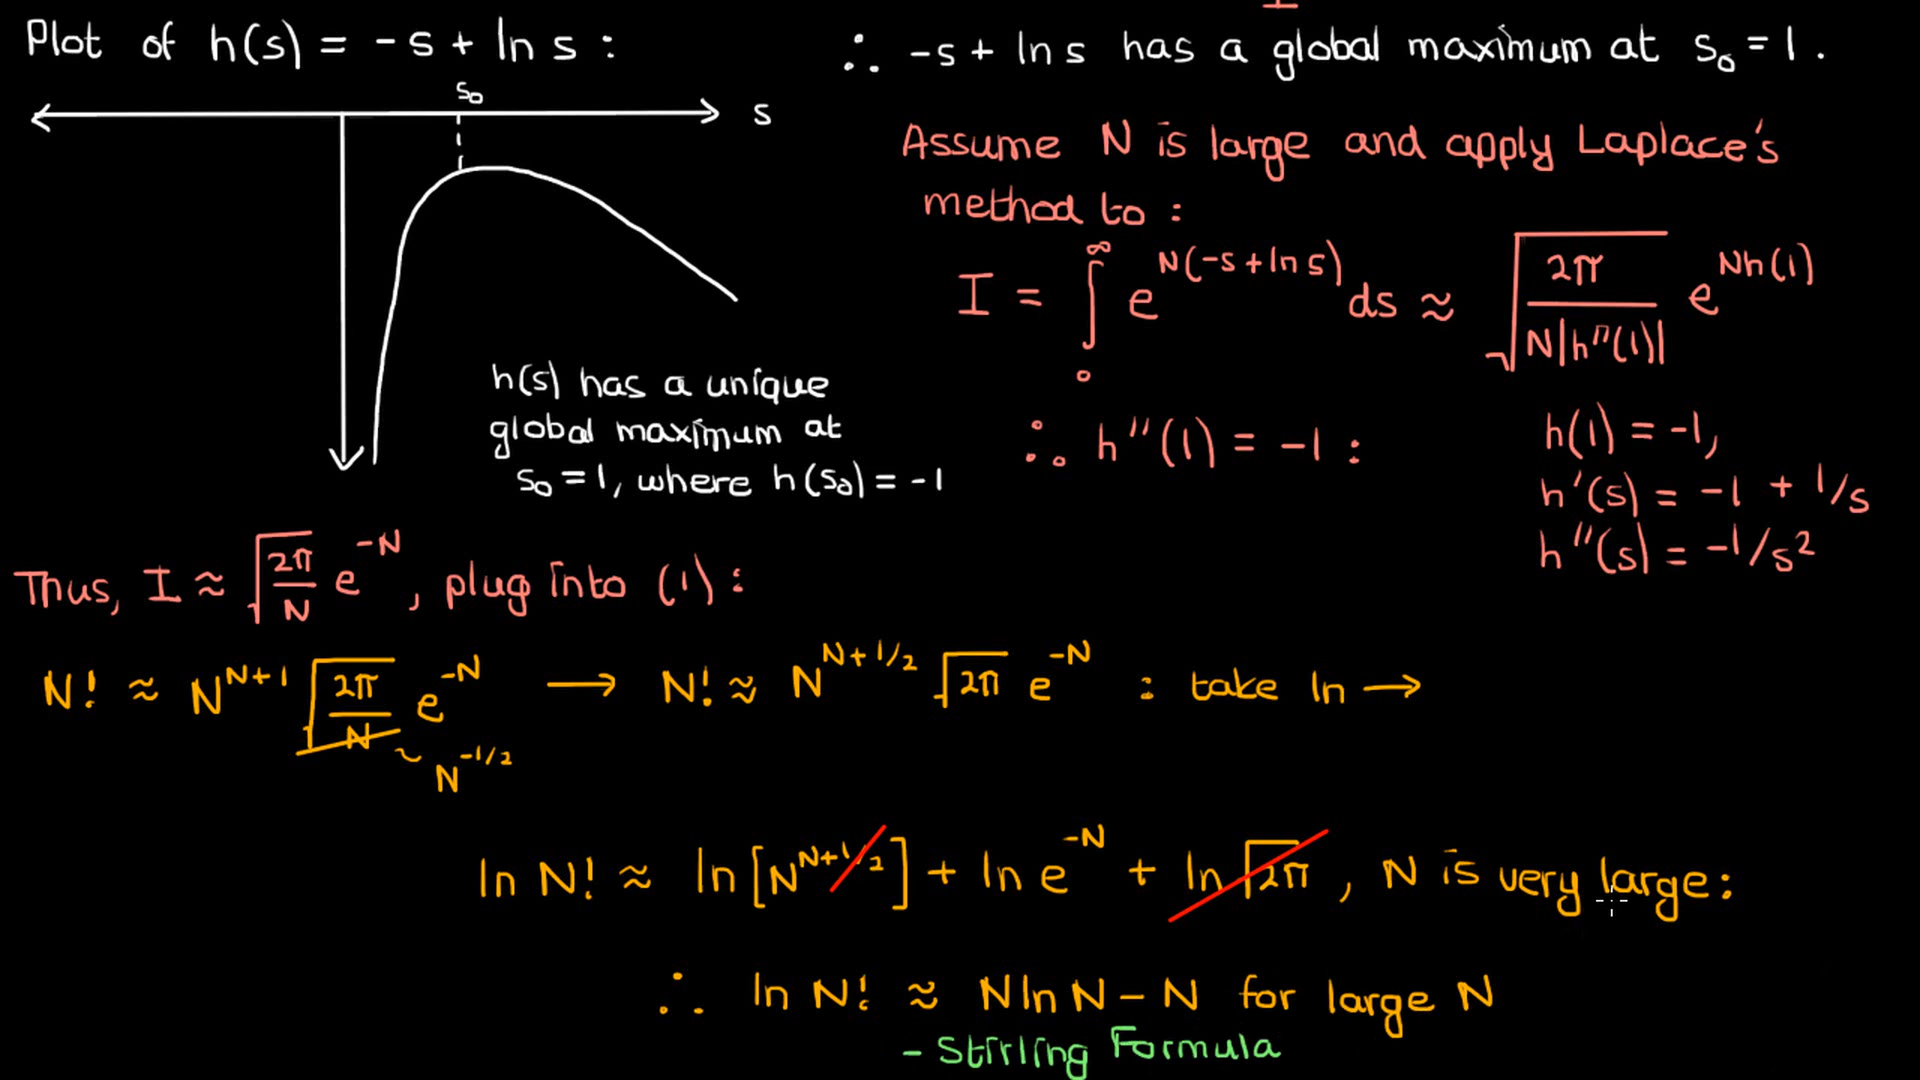 Plot of h(s) = -s + ln s :
s₀
s
h(s) has a unique
global maximum at
s₀ = 1, where h(s₀) = -1
∴ -s + ln s has a global maximum at s₀ = 1.
Assume N is large and apply Laplace's
method to :
I = ∫₀^∞ e^{N(-s + ln s)} ds ≈ √(2π / N|h''(1)|) e^{Nh(1)}
∴ h''(1) = -1 :
h(1) = -1,
h'(s) = -1 + 1/s
h''(s) = -1/s²
Thus, I ≈ √(2π/N) e^{-N}, plug into (1) :
N! ≈ N^{N+1} √(2π/N) e^{-N} → N! ≈ N^{N+1/2} √2π e^{-N} : take ln →
~ N^{-1/2}
ln N! ≈ ln [N^{N+1/2}] + ln e^{-N} + ln √2π, N is very large :
∴ ln N! ≈ N ln N - N for large N
- Stirling Formula